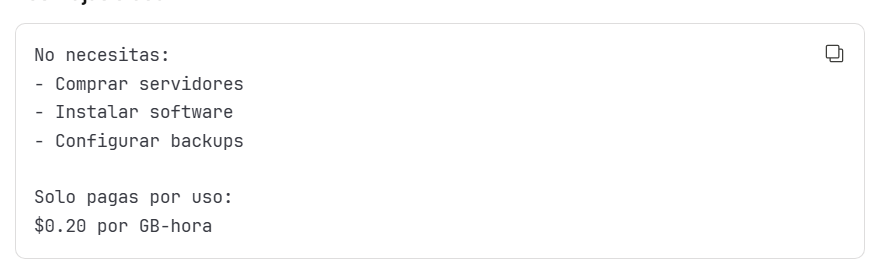 No necesitas:
- Comprar servidores
- Instalar software
- Configurar backups
Solo pagas por uso:
$0.20 por GB-hora